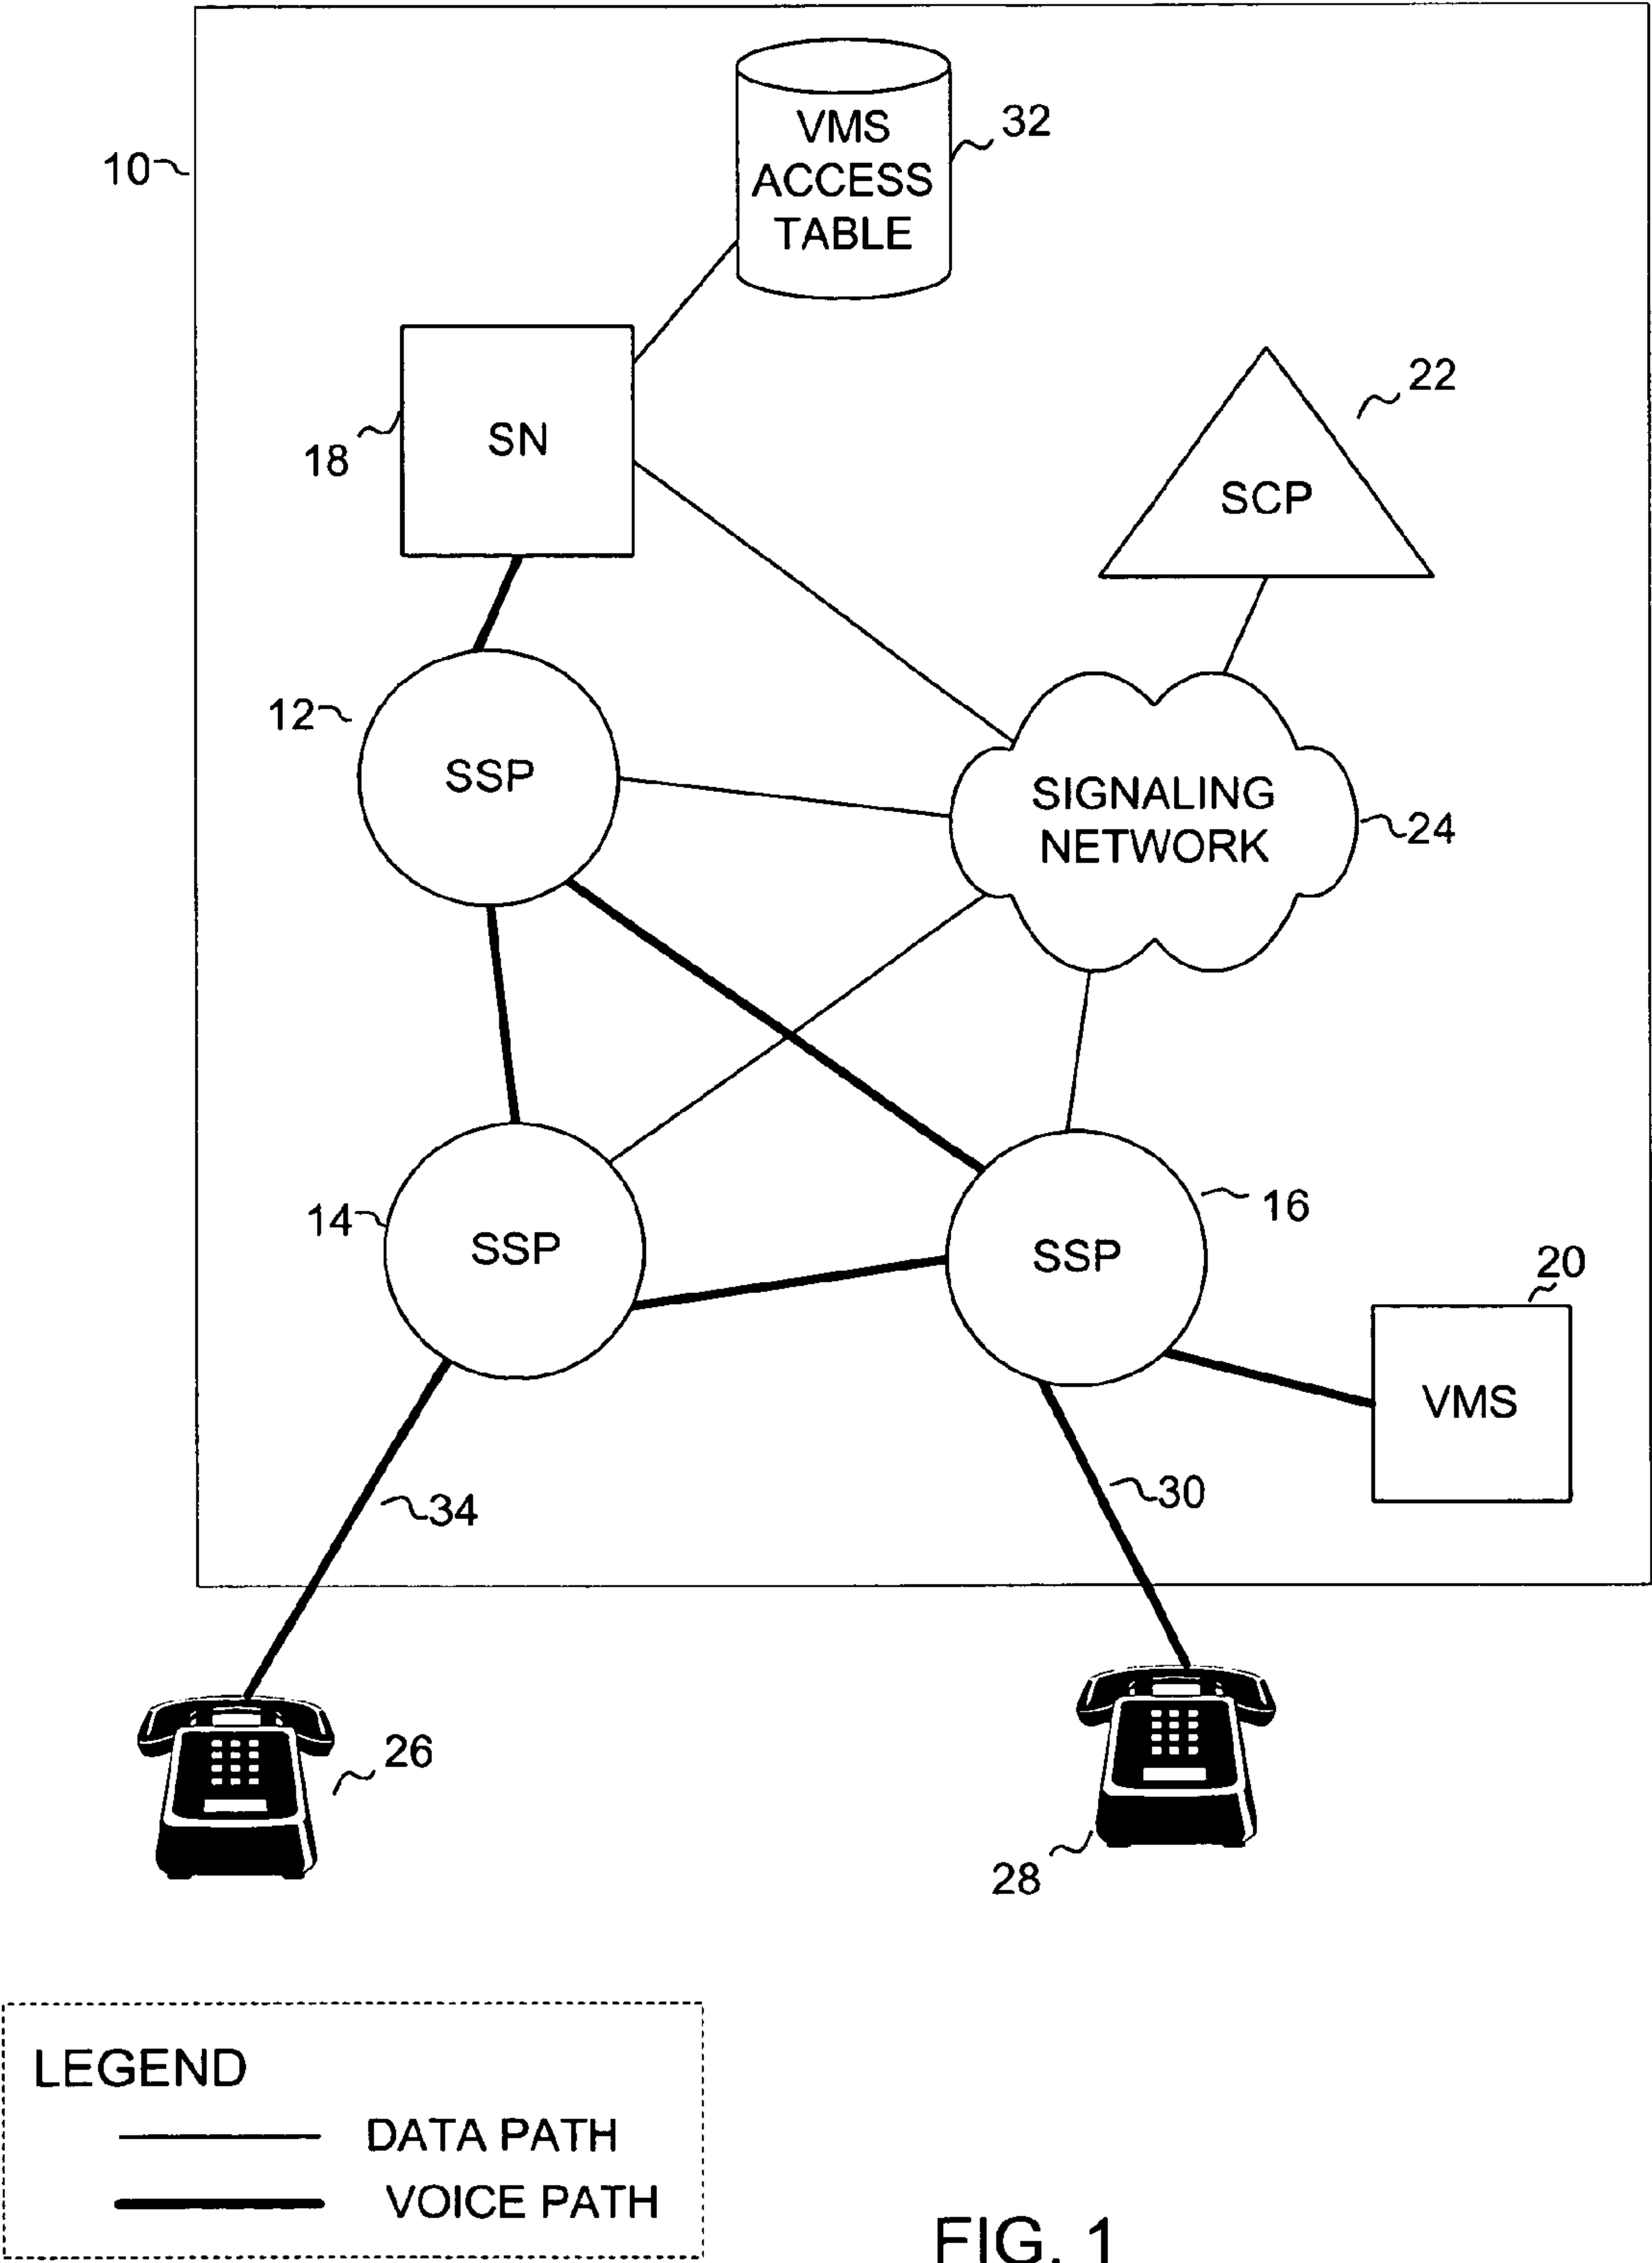 VMS
ACCESS
TABLE
32
10
22
SN
18
SCP
12
SSP
SIGNALING
NETWORK
24
14
SSP
16
SSP
20
VMS
34
30
26
28
LEGEND
DATA PATH
VOICE PATH
FIG. 1